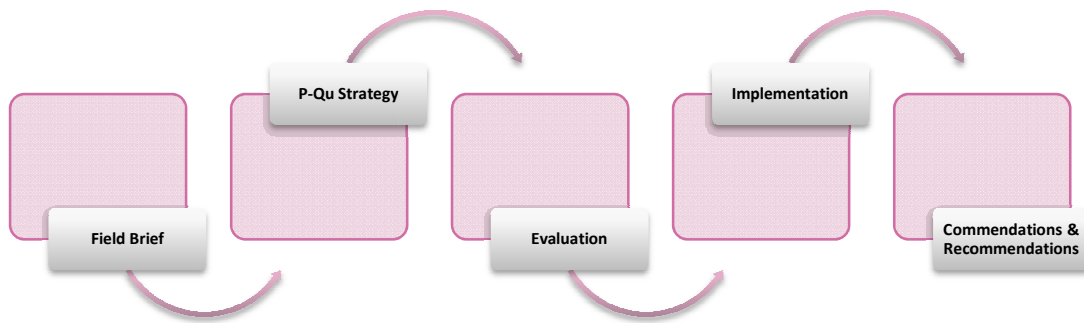 Field Brief
P-Qu Strategy
Evaluation
Implementation
Commendations &
Recommendations